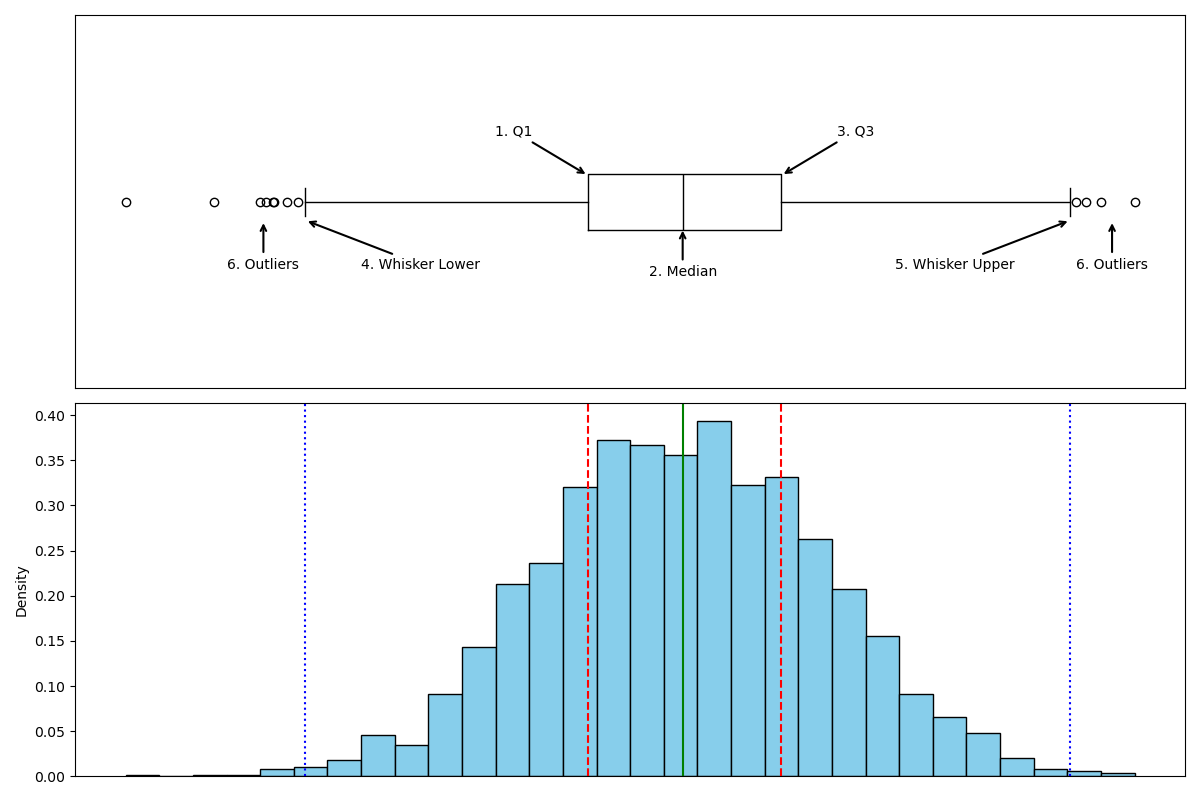 1. Q1
3. Q3
6. Outliers
4. Whisker Lower
2. Median
5. Whisker Upper
6. Outliers
0.40
0.35
0.30
0.25
0.20
0.15
0.10
0.05
0.00
Density